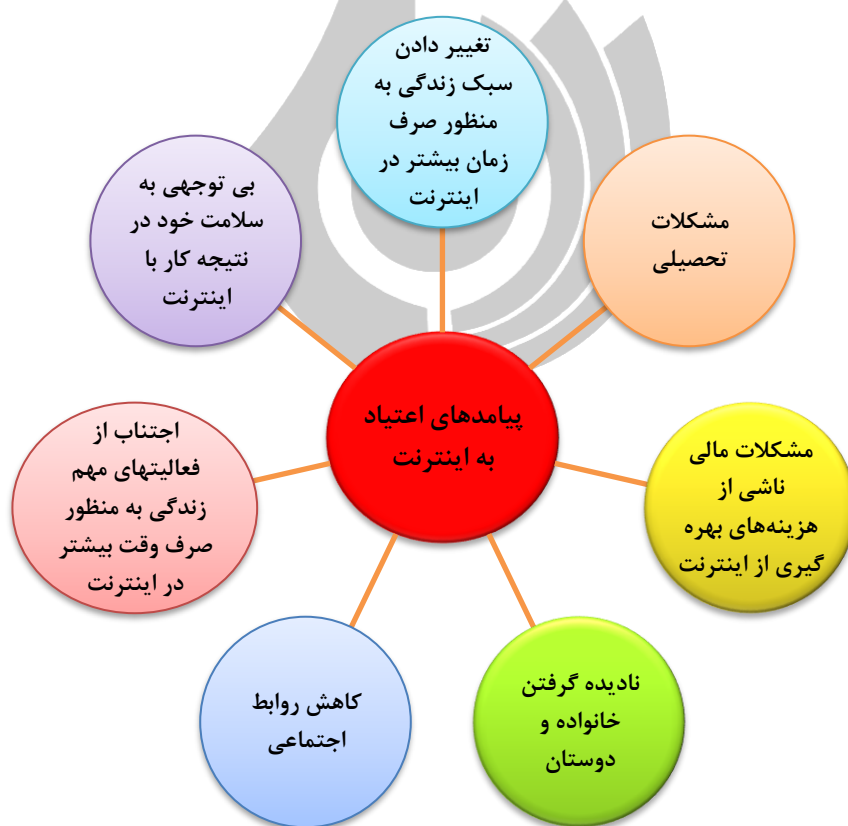 تغییر دادن
سبک زندگی به
منظور صرف
زمان بیشتر در
اینترنت
بی توجهی به
سلامت خود در
نتیجه کار با
اینترنت
مشکلات
تحصیلی
پیامدهای اعتیاد
به اینترنت
اجتناب از
فعالیتهای مهم
زندگی به منظور
صرف وقت بیشتر
در اینترنت
مشکلات مالی
ناشی از
هزینه‌های بهره
گیری از اینترنت
کاهش روابط
اجتماعی
نادیده گرفتن
خانواده و
دوستان